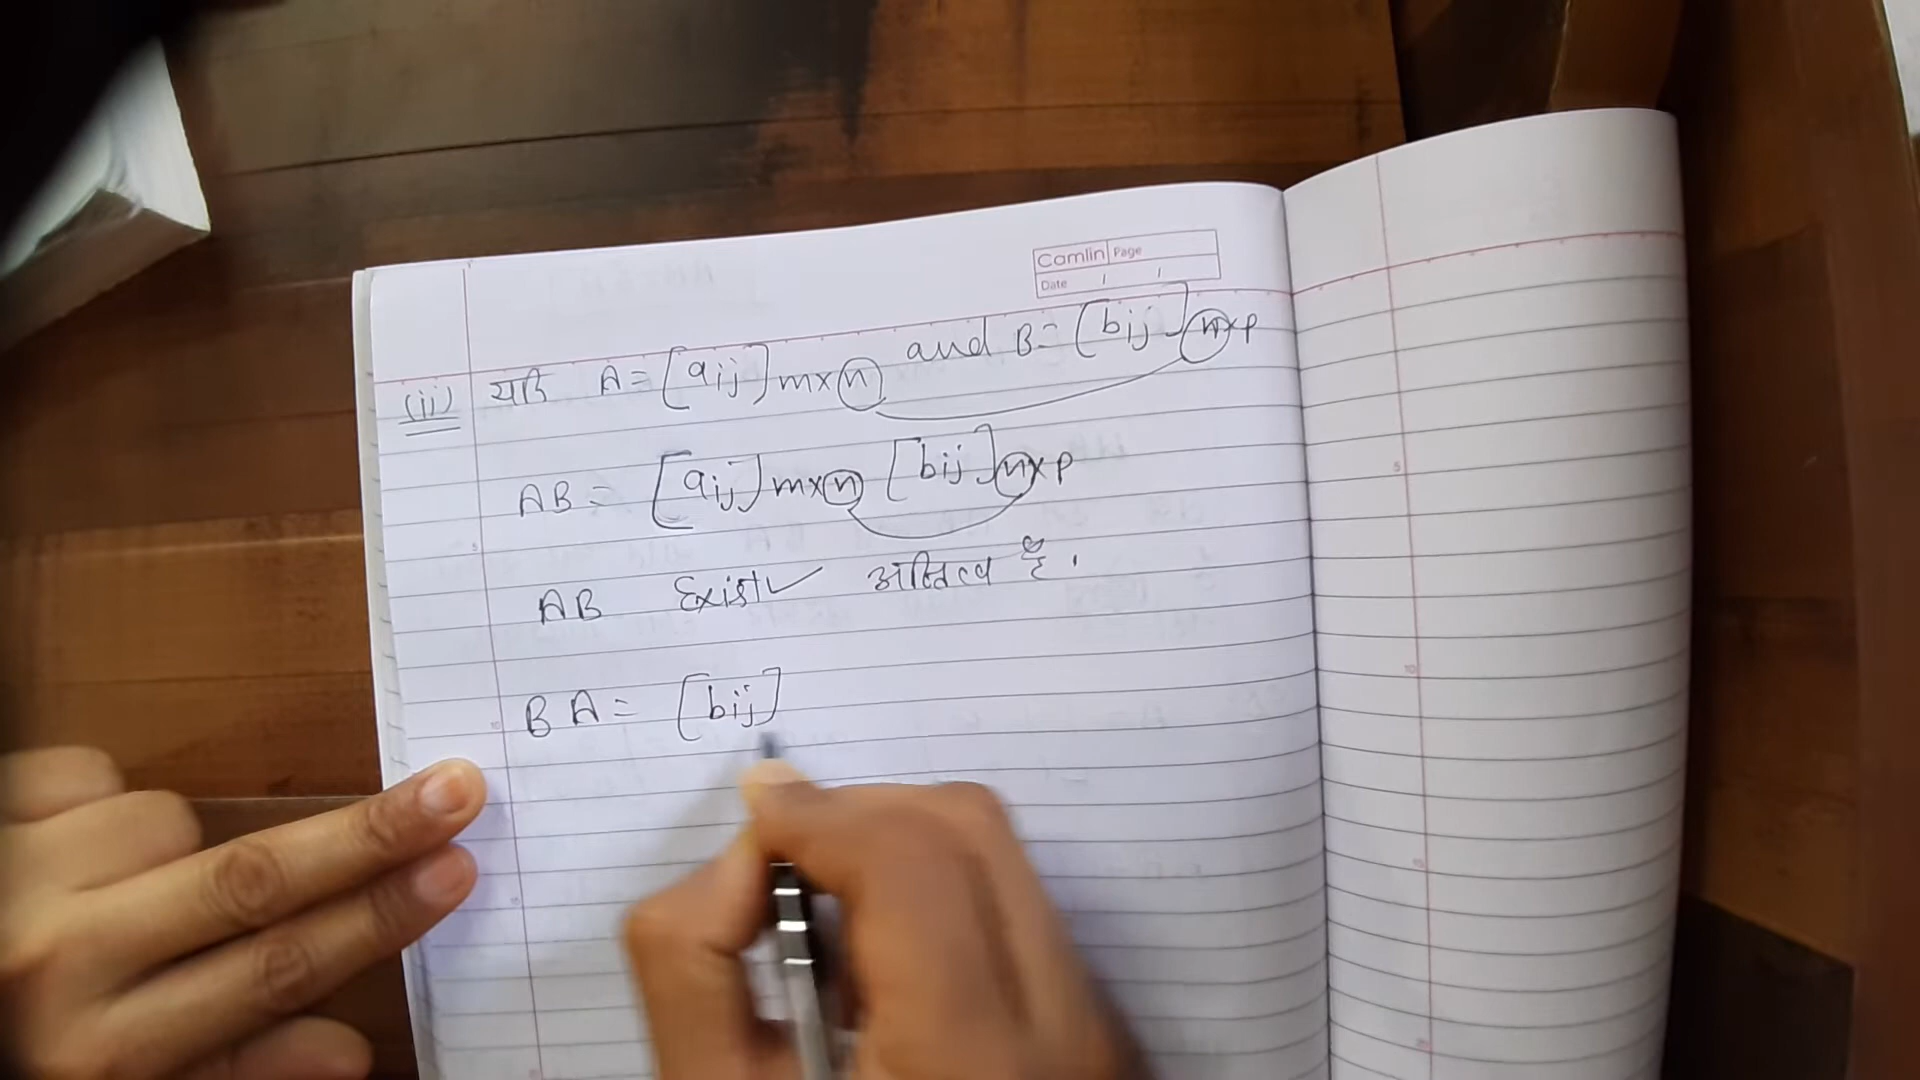 Camlin Page
Date / /
(ii) यदि A = [aij] m×n and B = [bij] n×p
AB = [aij] m×n [bij] n×p
AB Exist✓ अस्तित्व है .
BA = [bij]